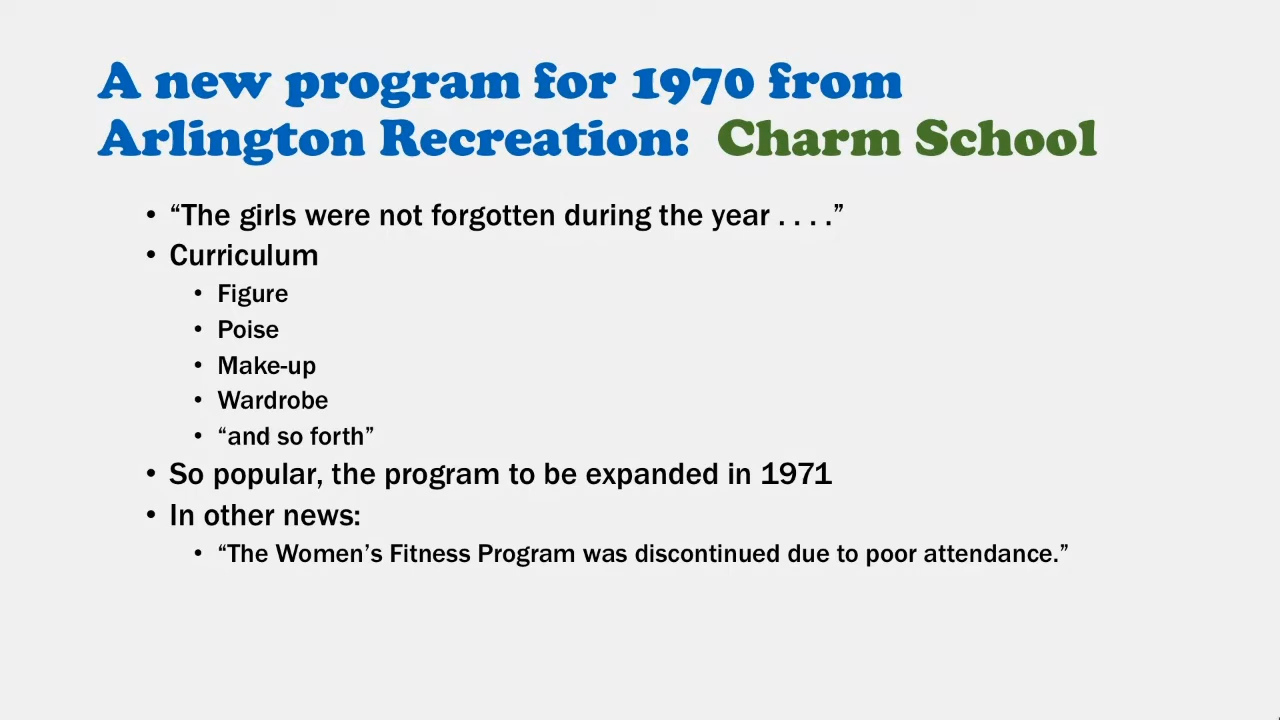 A new program for 1970 from
Arlington Recreation: Charm School
• “The girls were not forgotten during the year . . . .”
• Curriculum
• Figure
• Poise
• Make-up
• Wardrobe
• “and so forth”
• So popular, the program to be expanded in 1971
• In other news:
• “The Women’s Fitness Program was discontinued due to poor attendance.”